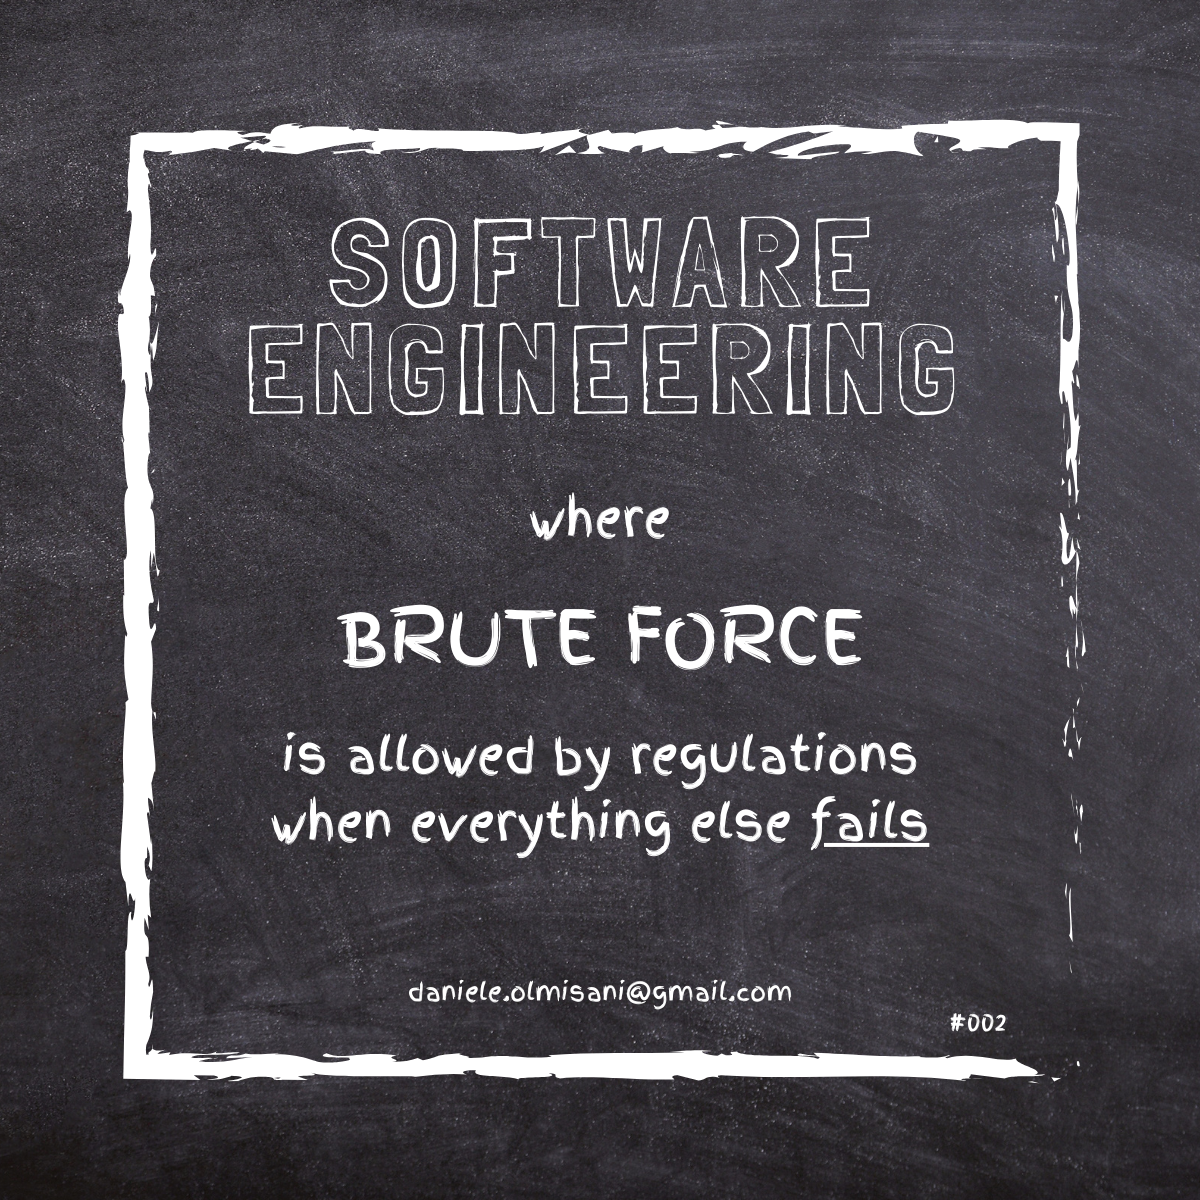 SOFTWARE
ENGINEERING
where
BRUTE FORCE
is allowed by regulations
when everything else fails
daniele.olmisani@gmail.com
#002